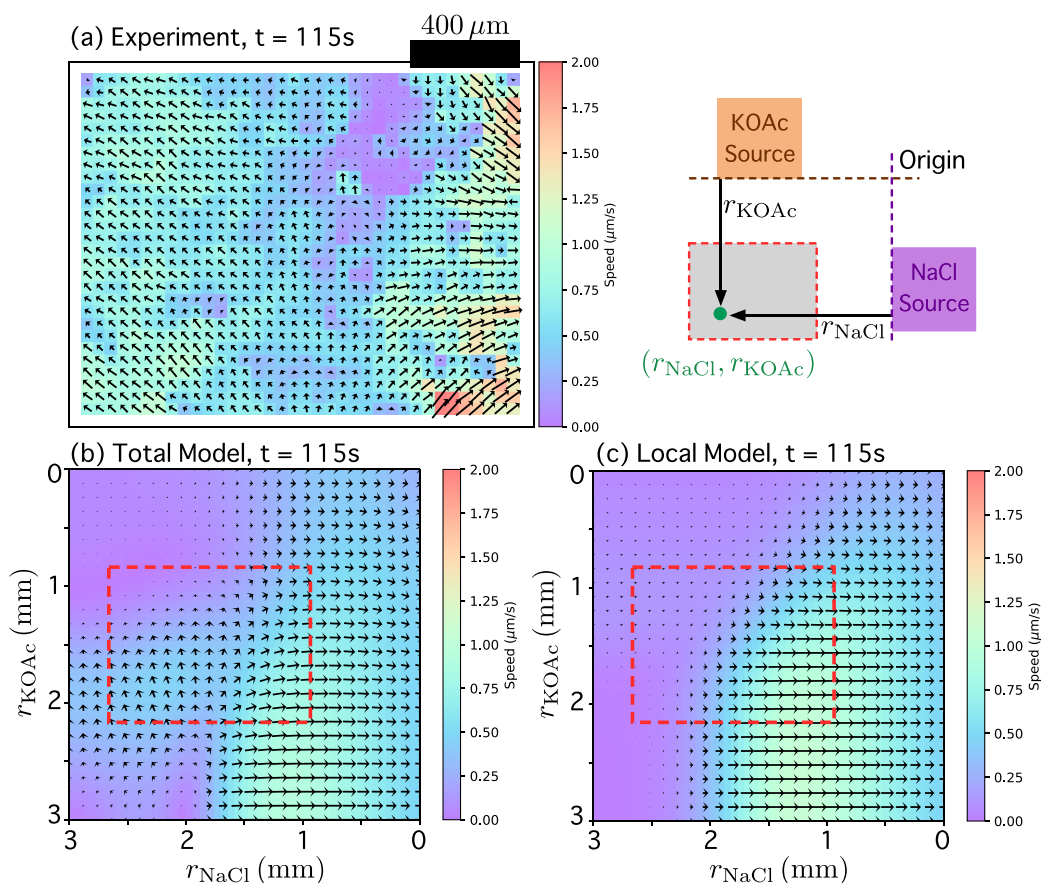 (a) Experiment, t = 115s
400 μm
2.00
1.75
1.50
1.25
1.00
0.75
0.50
0.25
0.00
Speed (μm/s)
KOAc
Source
Origin
r_KOAc
NaCl
Source
r_NaCl
(r_NaCl, r_KOAc)
(b) Total Model, t = 115s
0
1
2
3
r_KOAc (mm)
3
2
1
0
r_NaCl (mm)
2.00
1.75
1.50
1.25
1.00
0.75
0.50
0.25
0.00
Speed (μm/s)
(c) Local Model, t = 115s
0
1
2
3
r_KOAc (mm)
3
2
1
0
r_NaCl (mm)
2.00
1.75
1.50
1.25
1.00
0.75
0.50
0.25
0.00
Speed (μm/s)